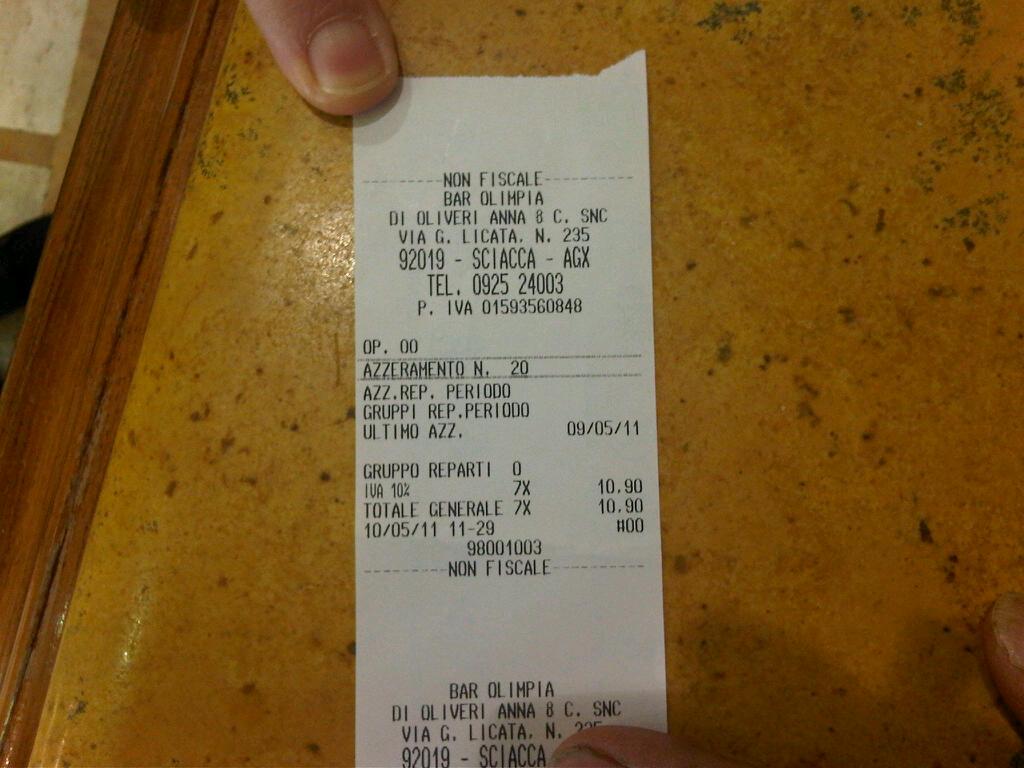 NON FISCALE
BAR OLIMPIA
DI OLIVERI ANNA & C. SNC
VIA G. LICATA, N. 235
92019 - SCIACCA - AGX
TEL. 0925 24003
P. IVA 01593560848
OP. 00
AZZERAMENTO N. 20
AZZ.REP. PERIODO
GRUPPI REP.PERIODO
ULTIMO AZZ. 09/05/11
GRUPPO REPARTI 0
IVA 10% 7X 10,90
TOTALE GENERALE 7X 10,90
10/05/11 11-29 #00
98001003
NON FISCALE
BAR OLIMPIA
DI OLIVERI ANNA & C. SNC
VIA G. LICATA, N.
92019 - SCIACCA